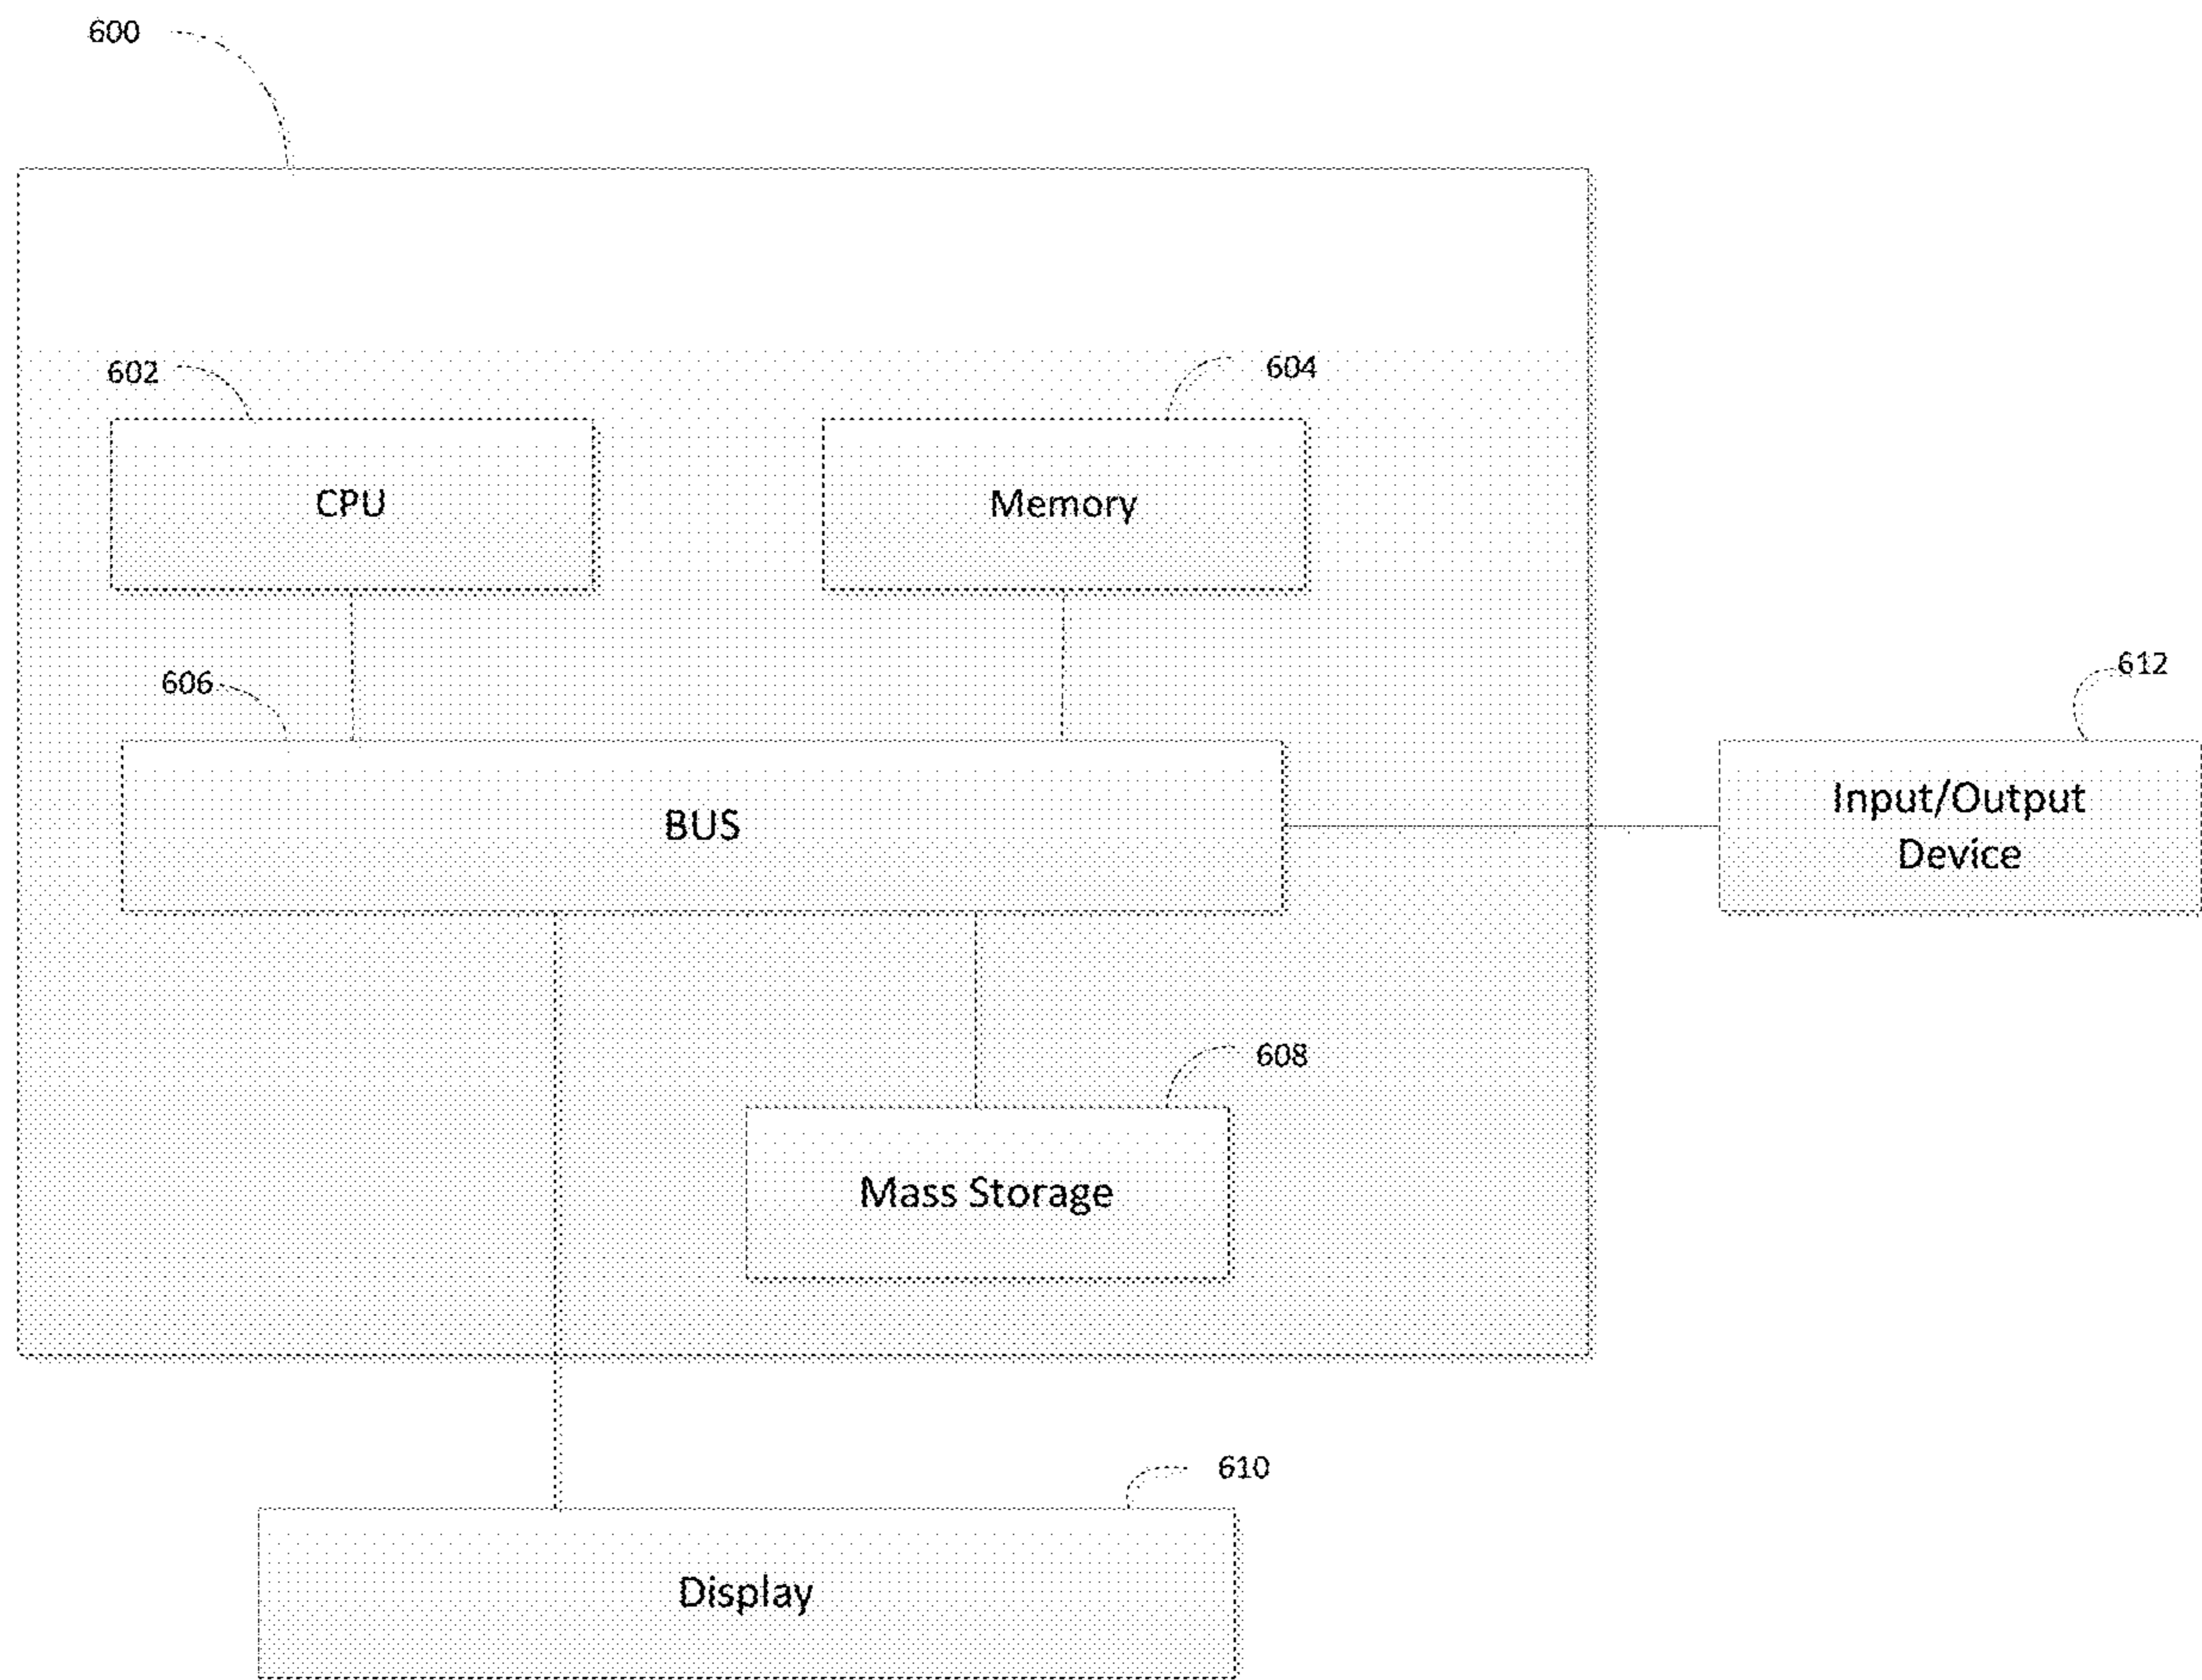 600
602
604
CPU
Memory
606
612
BUS
Input/Output
Device
608
Mass Storage
610
Display